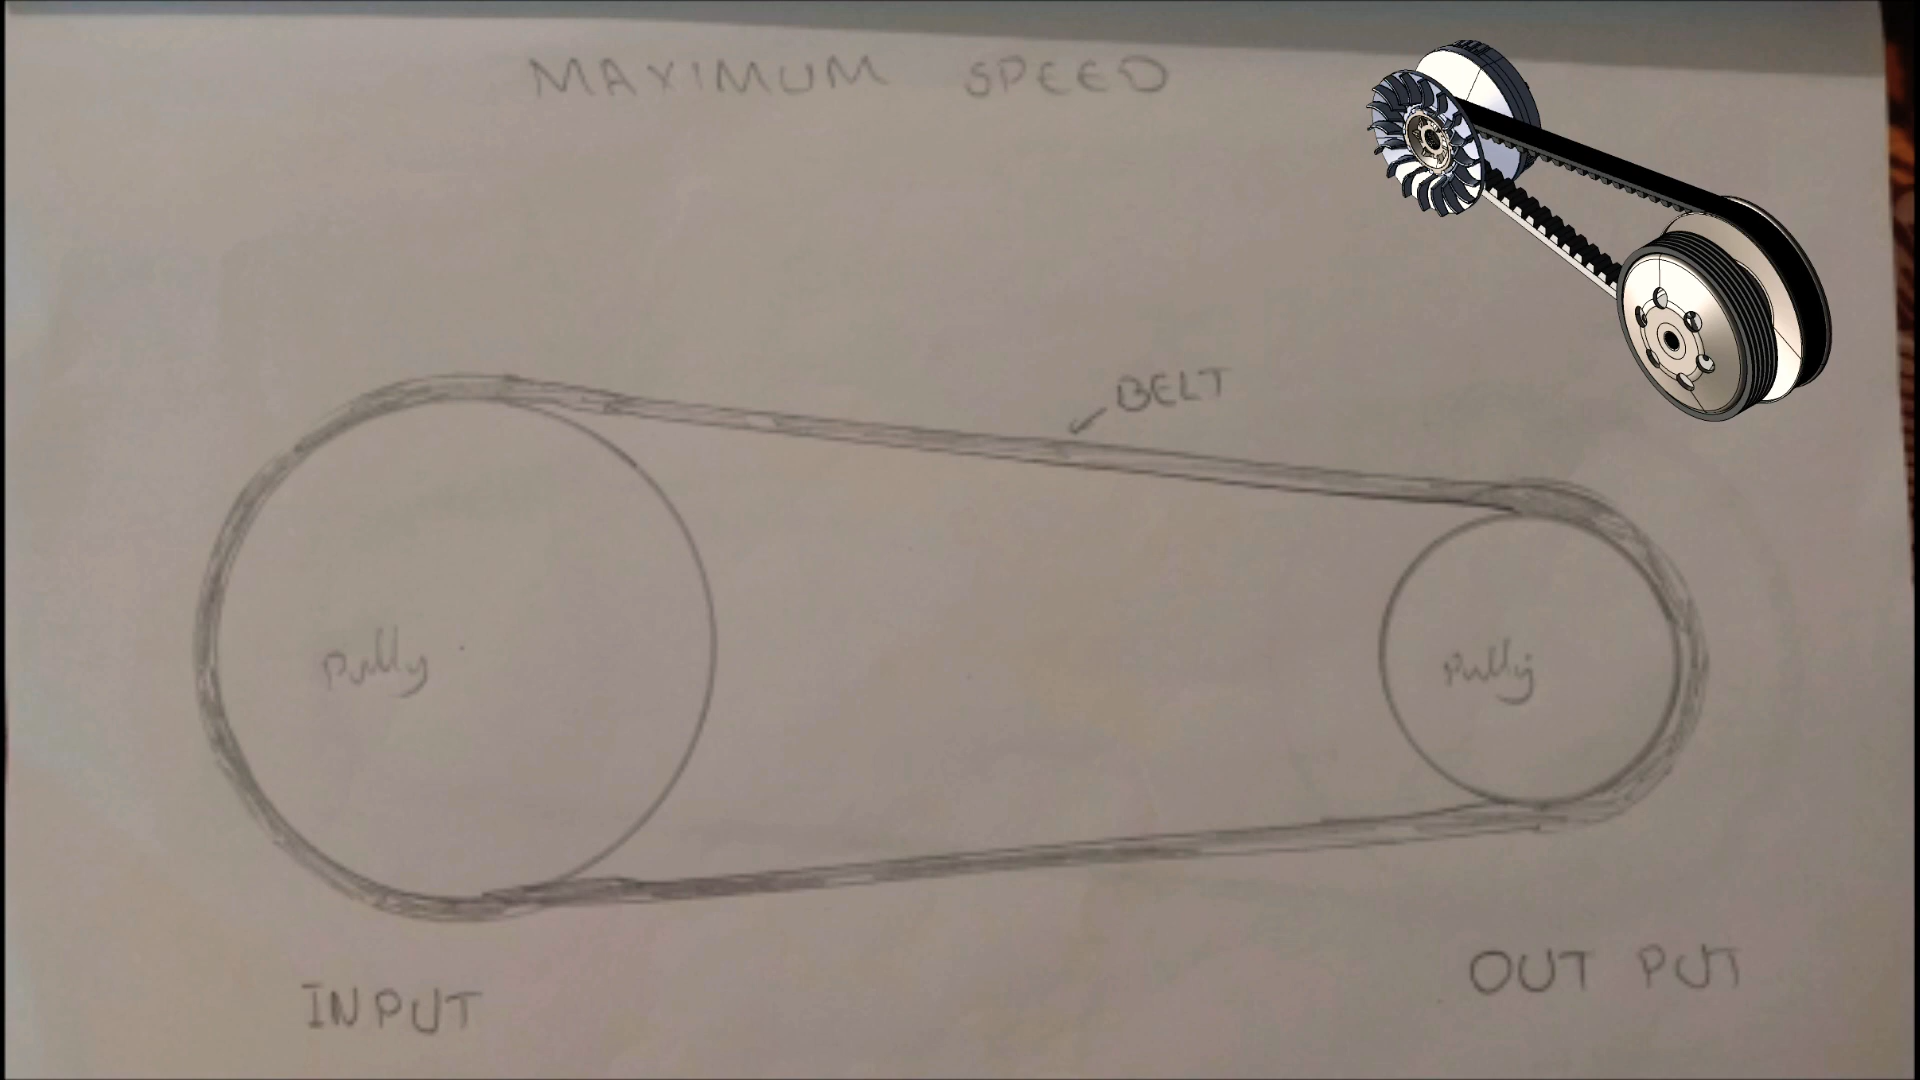 MAXIMUM SPEED
BELT
Pully
Pully
INPUT
OUT PUT